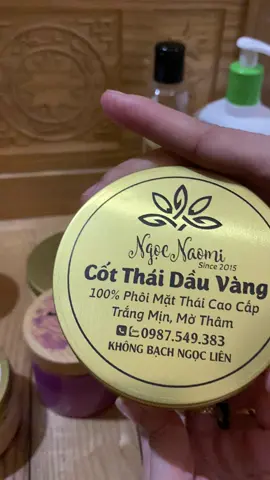 Ngọc Naomi
Since 2015
Cốt Thái Dầu Vàng
100% Phôi Mặt Thái Cao Cấp
Trắng Mịn, Mờ Thâm
0987.549.383
KHÔNG BẠCH NGỌC LIÊN